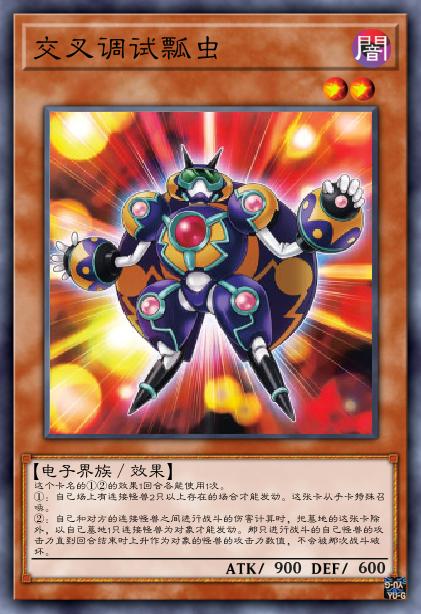 交叉调试瓢虫
闇
【电子界族／效果】
这个卡名的①②的效果1回合各能使用1次。
①：自己场上有连接怪兽2只以上存在的场合才能发动。这张卡从手卡特殊召
唤。
②：自己和对方的连接怪兽之间进行战斗的伤害计算时，把墓地的这张卡除
外，以自己墓地1只连接怪兽为对象才能发动。那只进行战斗的自己怪兽的攻
击力直到回合结束时上升作为对象的怪兽的攻击力数值，不会被那次战斗破
坏。
ATK/ 900 DEF/ 600